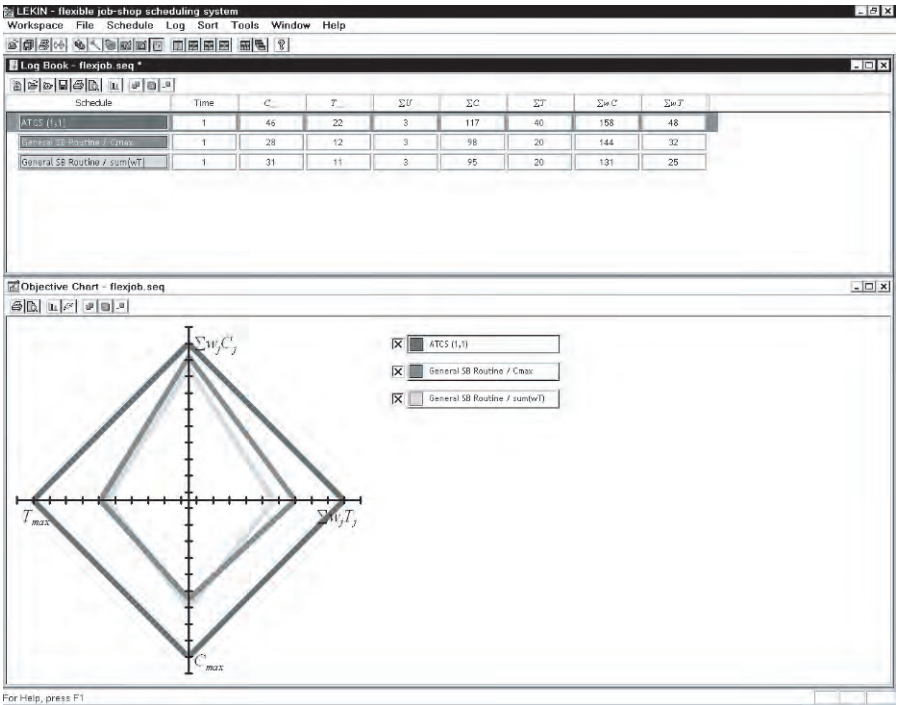 LEKIN - flexible job-shop scheduling system
Workspace File Schedule Log Sort Tools Window Help
Log Book - flexjob.seq *
Schedule Time C T ΣU ΣC ΣT ΣwC ΣwT
ATCS (1,1) 1 46 22 3 117 40 158 48
General SB Routine / Cmax 1 28 12 3 98 20 144 32
General SB Routine / sum(wT) 1 31 11 3 95 20 131 25
Objective Chart - flexjob.seq
ΣwjCj
ATCS (1,1)
General SB Routine / Cmax
General SB Routine / sum(wT)
Tmax
ΣwjTj
Cmax
For Help, press F1